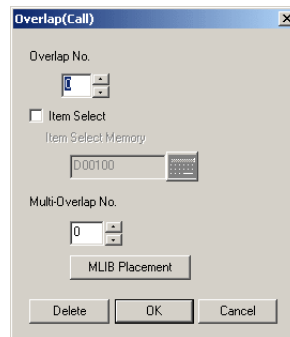 Overlap(Call)
Overlap No.
0
Item Select
Item Select Memory
D00100
Multi-Overlap No.
0
MLIB Placement
Delete OK Cancel